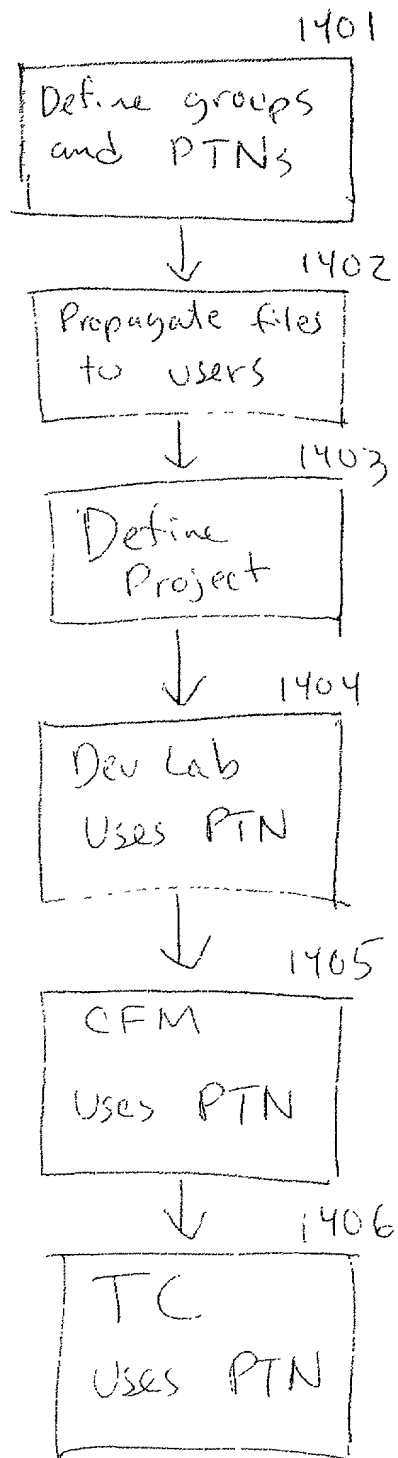 1401
Define groups
and PTNs
1402
Propagate files
to users
1403
Define
Project
1404
Dev Lab
Uses PTN
1405
CFM
Uses PTN
1406
TC
Uses PTN